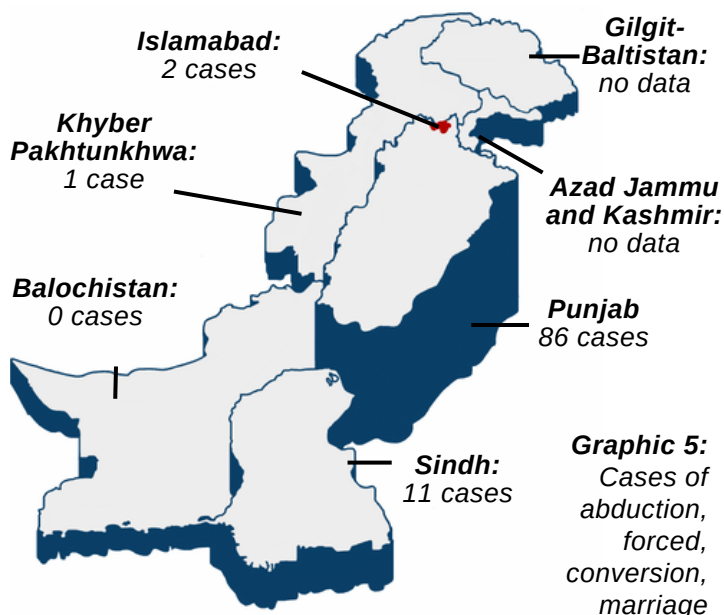 Islamabad:
2 cases
Gilgit-
Baltistan:
no data
Khyber
Pakhtunkhwa:
1 case
Azad Jammu
and Kashmir:
no data
Balochistan:
0 cases
Punjab
86 cases
Sindh:
11 cases
Graphic 5:
Cases of
abduction,
forced,
conversion,
marriage